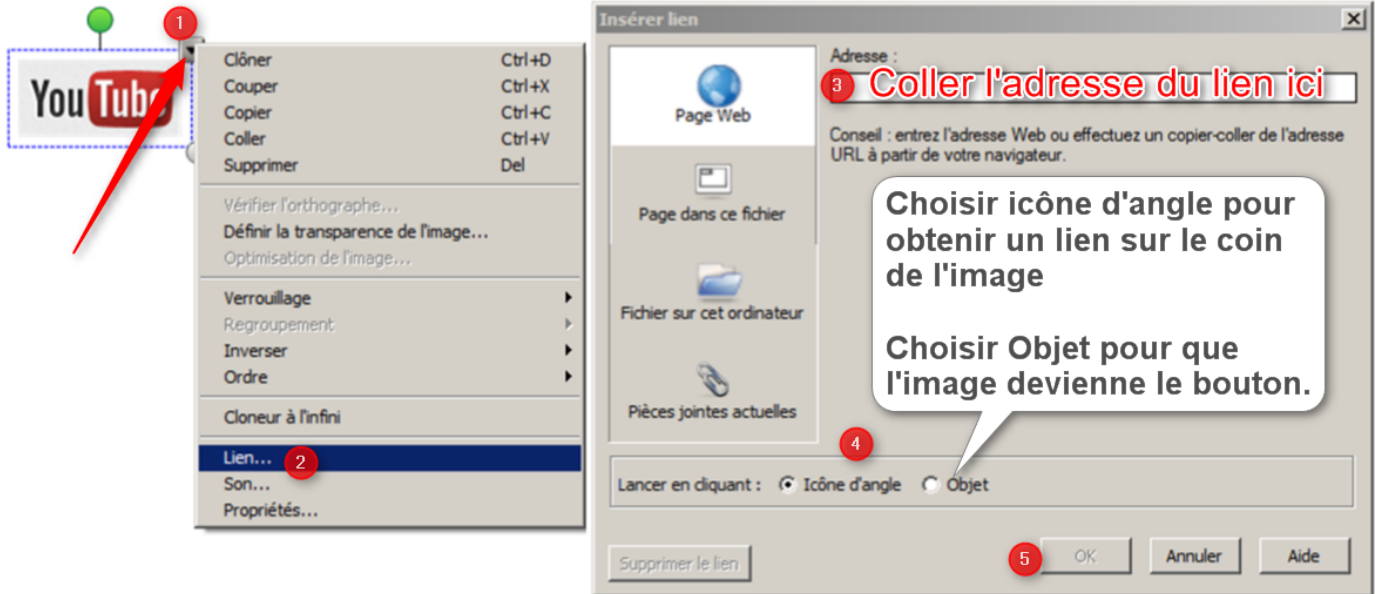 1
You Tube
Clôner Ctrl+D
Couper Ctrl+X
Copier Ctrl+C
Coller Ctrl+V
Supprimer Del
Vérifier l'orthographe...
Définir la transparence de l'image...
Optimisation de l'image...
Verrouillage
Regroupement
Inverser
Ordre
Cloneur à l'infini
Lien... 2
Son...
Propriétés...
Insérer lien
Page Web
Page dans ce fichier
Fichier sur cet ordinateur
Pièces jointes actuelles
Adresse :
3 Coller l'adresse du lien ici
Conseil : entrez l'adresse Web ou effectuez un copier-coller de l'adresse
URL à partir de votre navigateur.
Choisir icône d'angle pour
obtenir un lien sur le coin
de l'image
Choisir Objet pour que
l'image devienne le bouton.
4
Lancer en cliquant : Icône d'angle Objet
Supprimer le lien 5 OK Annuler Aide